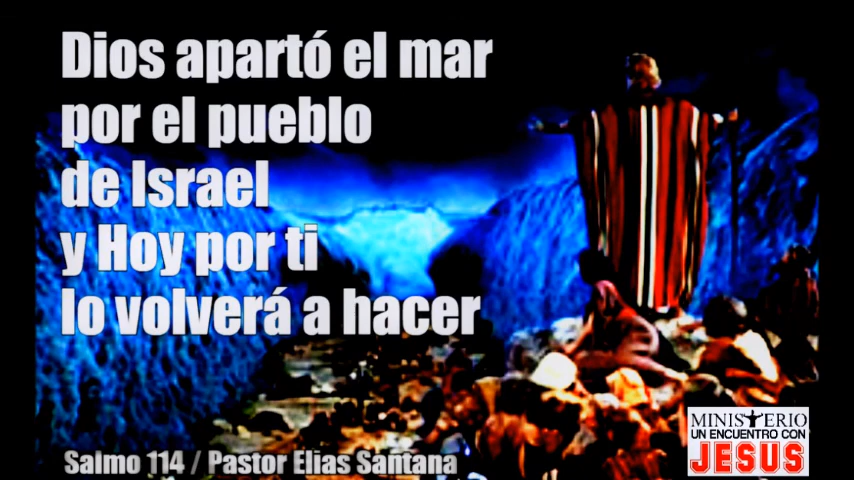 Dios apartó el mar
por el pueblo
de Israel
y Hoy por ti
lo volverá a hacer
Salmo 114 / Pastor Elias Santana
MINISTERIO
UN ENCUENTRO CON
JESUS